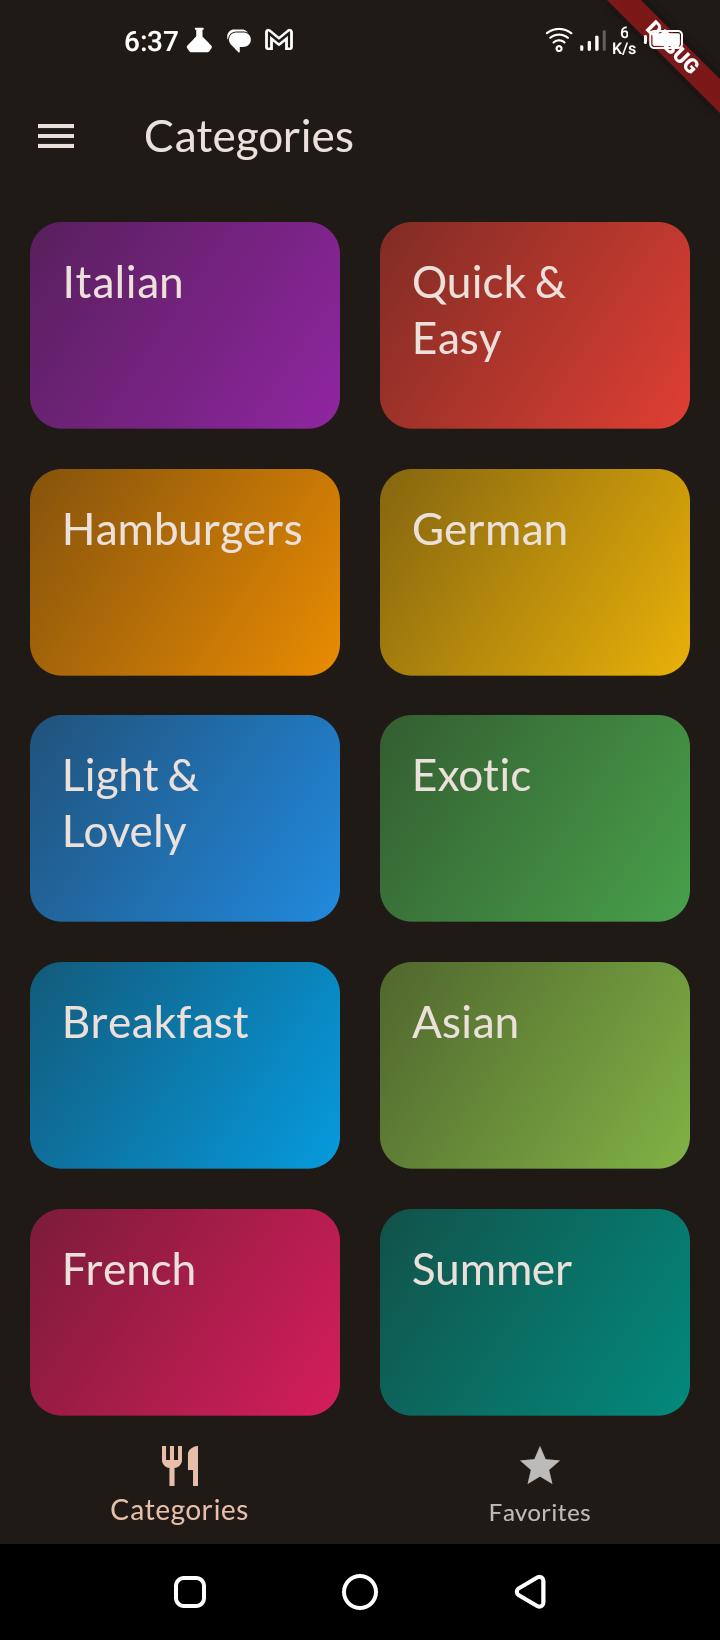 6:37
6
K/s
DEBUG
Categories
Italian
Quick &
Easy
Hamburgers
German
Light &
Lovely
Exotic
Breakfast
Asian
French
Summer
Categories
Favorites